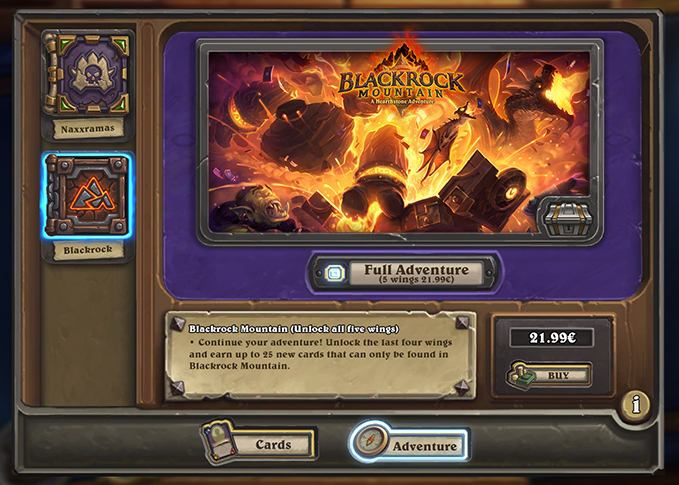 Naxxramas
Blackrock
BLACKROCK
MOUNTAIN
A Hearthstone Adventure
Full Adventure
(5 wings 21.99€)
Blackrock Mountain (Unlock all five wings)
• Continue your adventure! Unlock the last four wings
and earn up to 25 new cards that can only be found in
Blackrock Mountain.
21.99€
BUY
i
Cards
Adventure